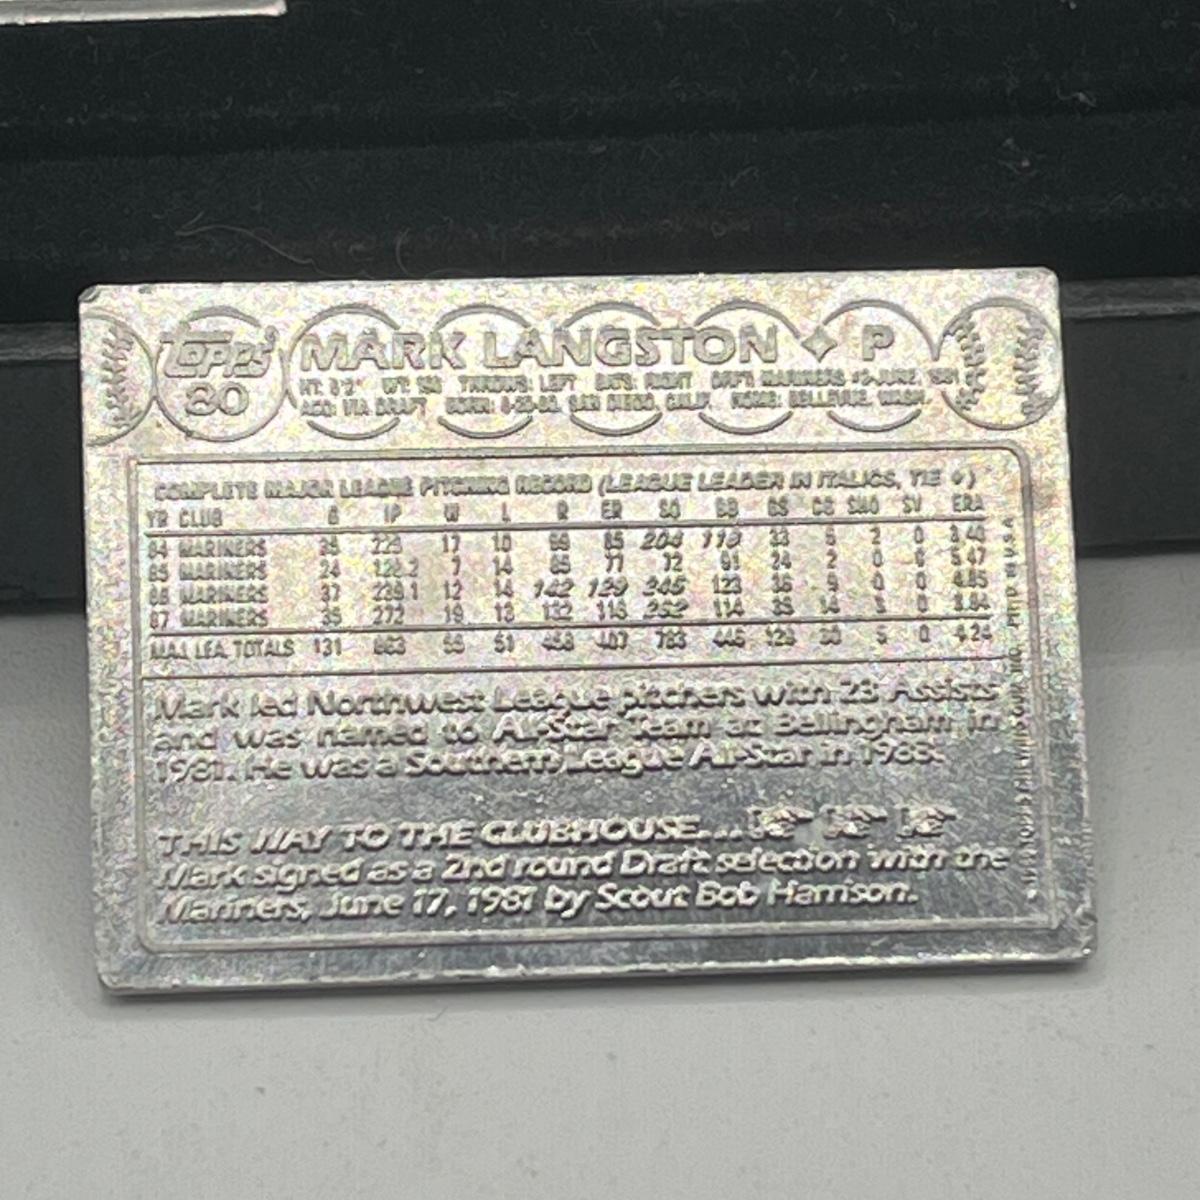 Topps
80
MARK LANGSTON P
HT: 6'2" WT: THROWS: LEFT BATS: RIGHT DRFT: MARINERS #2-JUNE, 1981
ACQ: VIA DRAFT BORN: SAN DIEGO, CALIF. HOME: BELLEVUE, WASH.
COMPLETE MAJOR LEAGUE PITCHING RECORD (LEAGUE LEADER IN ITALICS, TIE ♦)
YR CLUB G IP W L R ER SO BB GS CG SHO SV ERA
84 MARINERS 35 225 17 10 99 85 204 118 33 5 2 0 3.40
85 MARINERS 24 126.2 7 14 85 77 72 91 24 2 0 0 5.47
86 MARINERS 37 239.1 12 14 142 129 245 123 36 9 0 0 4.85
87 MARINERS 35 272 19 13 132 116 262 114 35 14 3 0 3.84
MAJ. LEA. TOTALS 131 863 55 51 458 407 783 446 128 30 5 0 4.24
Mark led Northwest League pitchers with 23 Assists
and was named to All-Star Team at Bellingham in
1981. He was a Southern League All-Star in
THIS WAY TO THE CLUBHOUSE...
Mark signed as a 2nd round Draft selection with the
Mariners, June 17, 1981 by Scout Bob Harrison.